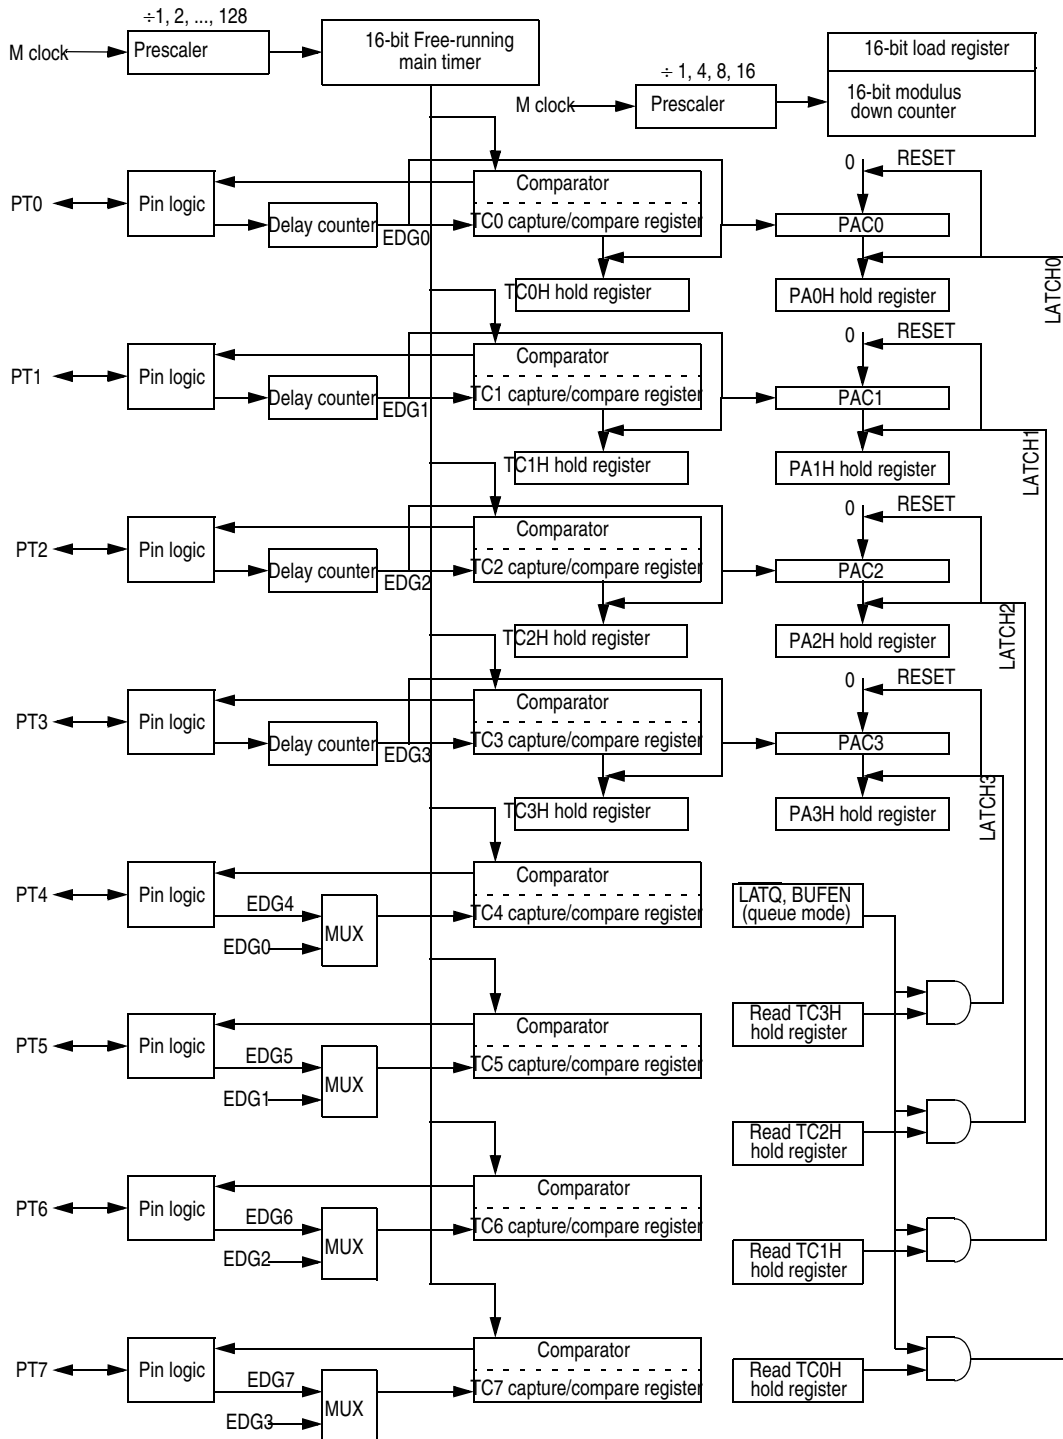 ÷1, 2, ..., 128
M clock
Prescaler
16-bit Free-running
main timer
÷ 1, 4, 8, 16
M clock
Prescaler
16-bit load register
16-bit modulus
down counter
PT0
Pin logic
Delay counter
EDG0
Comparator
TC0 capture/compare register
TC0H hold register
0
RESET
PAC0
PA0H hold register
LATCH0
PT1
Pin logic
Delay counter
EDG1
Comparator
TC1 capture/compare register
TC1H hold register
0
RESET
PAC1
PA1H hold register
LATCH1
PT2
Pin logic
Delay counter
EDG2
Comparator
TC2 capture/compare register
TC2H hold register
0
RESET
PAC2
PA2H hold register
LATCH2
PT3
Pin logic
Delay counter
EDG3
Comparator
TC3 capture/compare register
TC3H hold register
0
RESET
PAC3
PA3H hold register
LATCH3
PT4
Pin logic
EDG4
EDG0
MUX
Comparator
TC4 capture/compare register
LATQ, BUFEN
(queue mode)
PT5
Pin logic
EDG5
EDG1
MUX
Comparator
TC5 capture/compare register
Read TC3H
hold register
Read TC2H
hold register
PT6
Pin logic
EDG6
EDG2
MUX
Comparator
TC6 capture/compare register
Read TC1H
hold register
PT7
Pin logic
EDG7
EDG3
MUX
Comparator
TC7 capture/compare register
Read TC0H
hold register